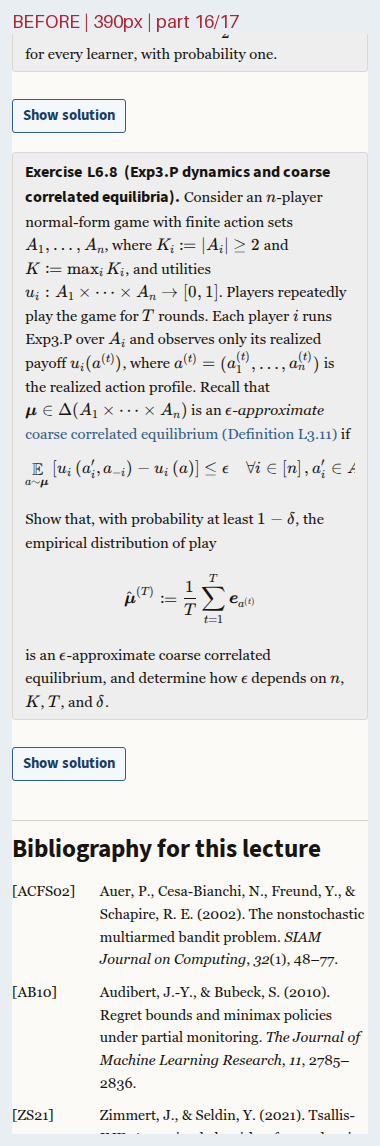 BEFORE | 390px | part 16/17
for every learner, with probability one.
Show solution
Exercise L6.8 (Exp3.P dynamics and coarse
correlated equilibria). Consider an n-player
normal-form game with finite action sets
A₁, . . . , Aₙ, where Kᵢ := |Aᵢ| ≥ 2 and
K := maxᵢ Kᵢ, and utilities
uᵢ : A₁ × · · · × Aₙ → [0, 1]. Players repeatedly
play the game for T rounds. Each player i runs
Exp3.P over Aᵢ and observes only its realized
payoff uᵢ(a^(t)), where a^(t) = (a₁^(t), . . . , aₙ^(t)) is
the realized action profile. Recall that
μ ∈ Δ(A₁ × · · · × Aₙ) is an ϵ-approximate
coarse correlated equilibrium (Definition L3.11) if
𝔼_{a∼μ} [uᵢ (a′ᵢ, a₋ᵢ) − uᵢ (a)] ≤ ϵ ∀i ∈ [n], a′ᵢ ∈ A
Show that, with probability at least 1 − δ, the
empirical distribution of play
μ̂^(T) := 1/T ∑_{t=1}^{T} e_{a^(t)}
is an ϵ-approximate coarse correlated
equilibrium, and determine how ϵ depends on n,
K, T, and δ.
Show solution
Bibliography for this lecture
[ACFS02] Auer, P., Cesa-Bianchi, N., Freund, Y., &
Schapire, R. E. (2002). The nonstochastic
multiarmed bandit problem. SIAM
Journal on Computing, 32(1), 48–77.
[AB10] Audibert, J.-Y., & Bubeck, S. (2010).
Regret bounds and minimax policies
under partial monitoring. The Journal of
Machine Learning Research, 11, 2785–
2836.
[ZS21] Zimmert, J., & Seldin, Y. (2021). Tsallis-